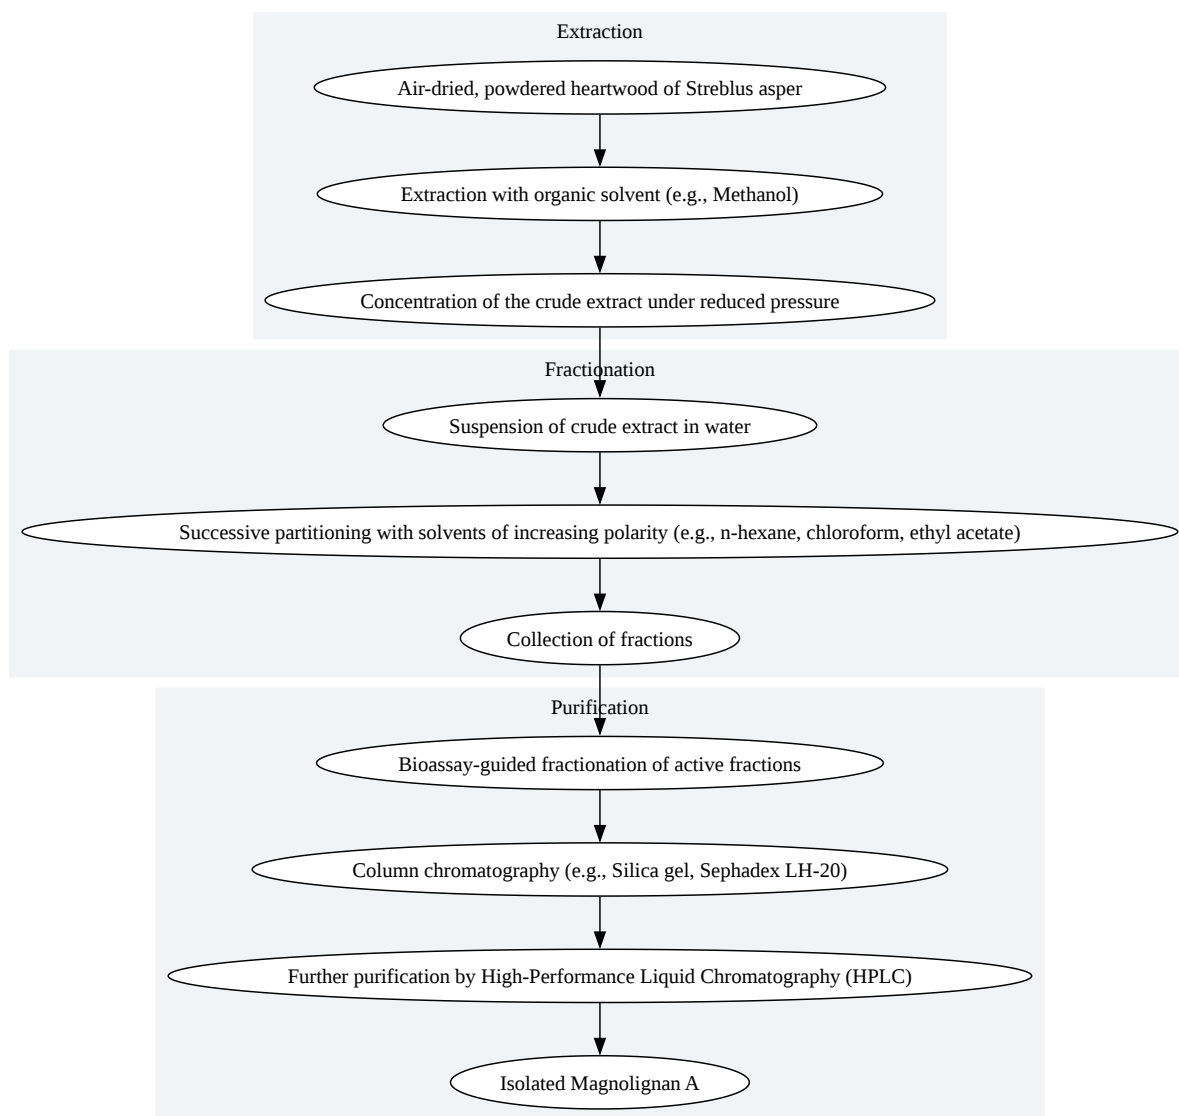 Extraction
Air-dried, powdered heartwood of Streblus asper
Extraction with organic solvent (e.g., Methanol)
Concentration of the crude extract under reduced pressure
Fractionation
Suspension of crude extract in water
Successive partitioning with solvents of increasing polarity (e.g., n-hexane, chloroform, ethyl acetate)
Collection of fractions
Purification
Bioassay-guided fractionation of active fractions
Column chromatography (e.g., Silica gel, Sephadex LH-20)
Further purification by High-Performance Liquid Chromatography (HPLC)
Isolated Magnolignan A